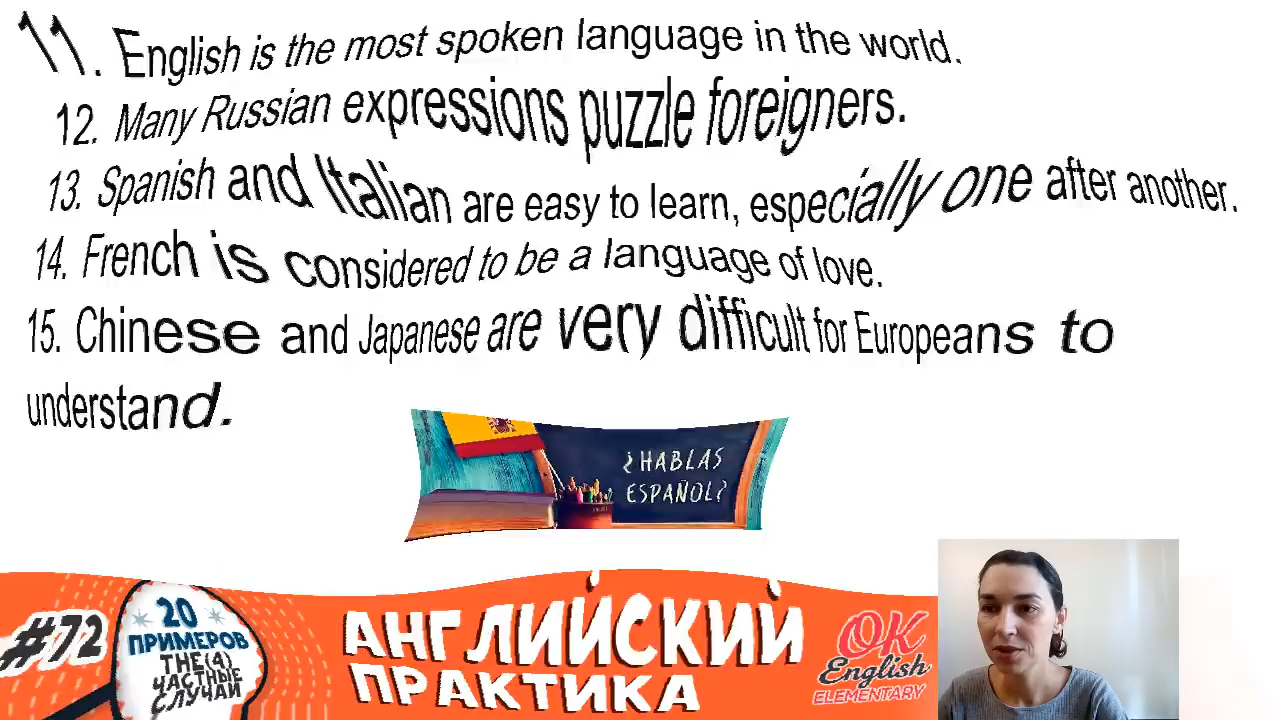 11. English is the most spoken language in the world.
12. Many Russian expressions puzzle foreigners.
13. Spanish and Italian are easy to learn, especially one after another.
14. French is considered to be a language of love.
15. Chinese and Japanese are very difficult for Europeans to
understand.
¿HABLAS
ESPAÑOL?
#72
20
ПРИМЕРОВ
THE(4)
ЧАСТНЫЕ
СЛУЧАИ
АНГЛИЙСКИЙ
ПРАКТИКА
OK
English
ELEMENTARY